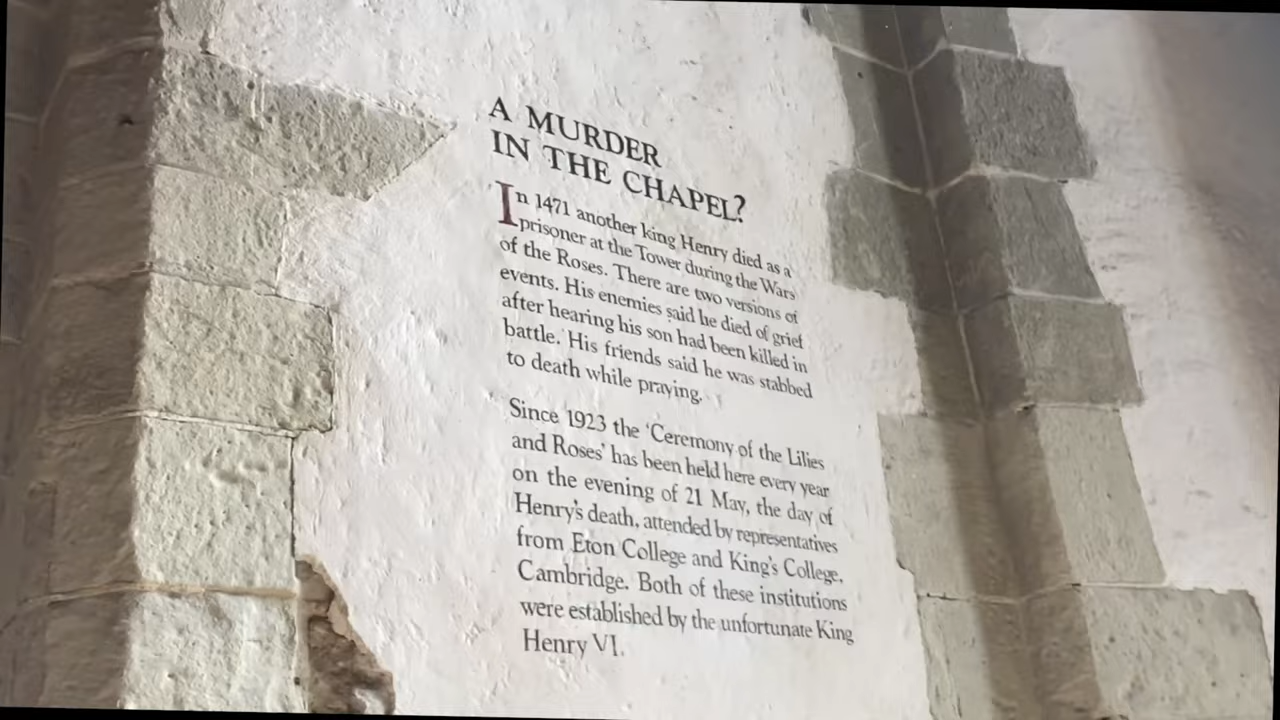 A MURDER
IN THE CHAPEL?
In 1471 another king Henry died as a
prisoner at the Tower during the Wars
of the Roses. There are two versions of
events. His enemies said he died of grief
after hearing his son had been killed in
battle. His friends said he was stabbed
to death while praying.
Since 1923 the ‘Ceremony of the Lilies
and Roses’ has been held here every year
on the evening of 21 May, the day of
Henry's death, attended by representatives
from Eton College and King's College,
Cambridge. Both of these institutions
were established by the unfortunate King
Henry VI.